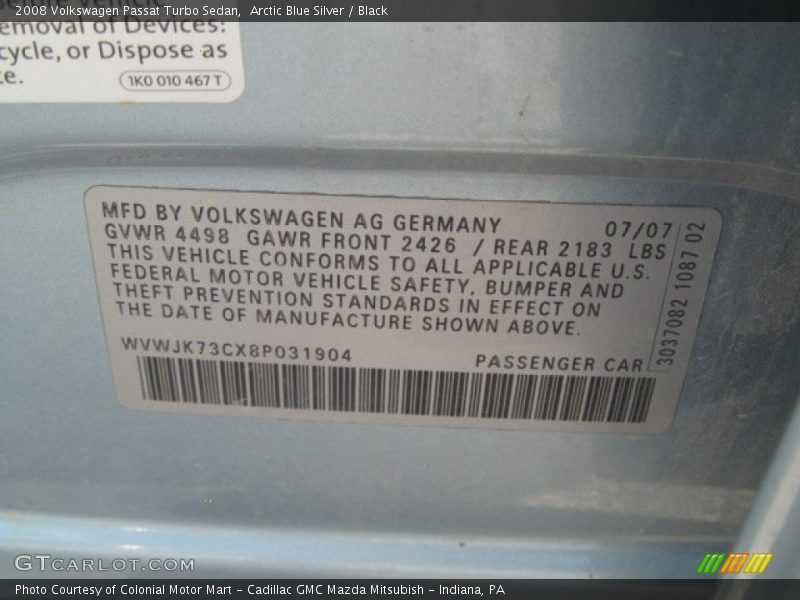 2008 Volkswagen Passat Turbo Sedan,  Arctic Blue Silver / Black
emoval of Devices:
cycle, or Dispose as
te.
1K0 010 467 T
MFD BY VOLKSWAGEN AG GERMANY 07/07
GVWR 4498 GAWR FRONT 2426 / REAR 2183 LBS
THIS VEHICLE CONFORMS TO ALL APPLICABLE U.S.
FEDERAL MOTOR VEHICLE SAFETY, BUMPER AND
THEFT PREVENTION STANDARDS IN EFFECT ON
THE DATE OF MANUFACTURE SHOWN ABOVE.
WVWJK73CX8P031904
PASSENGER CAR
3037082 1087 02
GTCARLOT.COM
Photo Courtesy of Colonial Motor Mart - Cadillac GMC Mazda Mitsubish - Indiana, PA